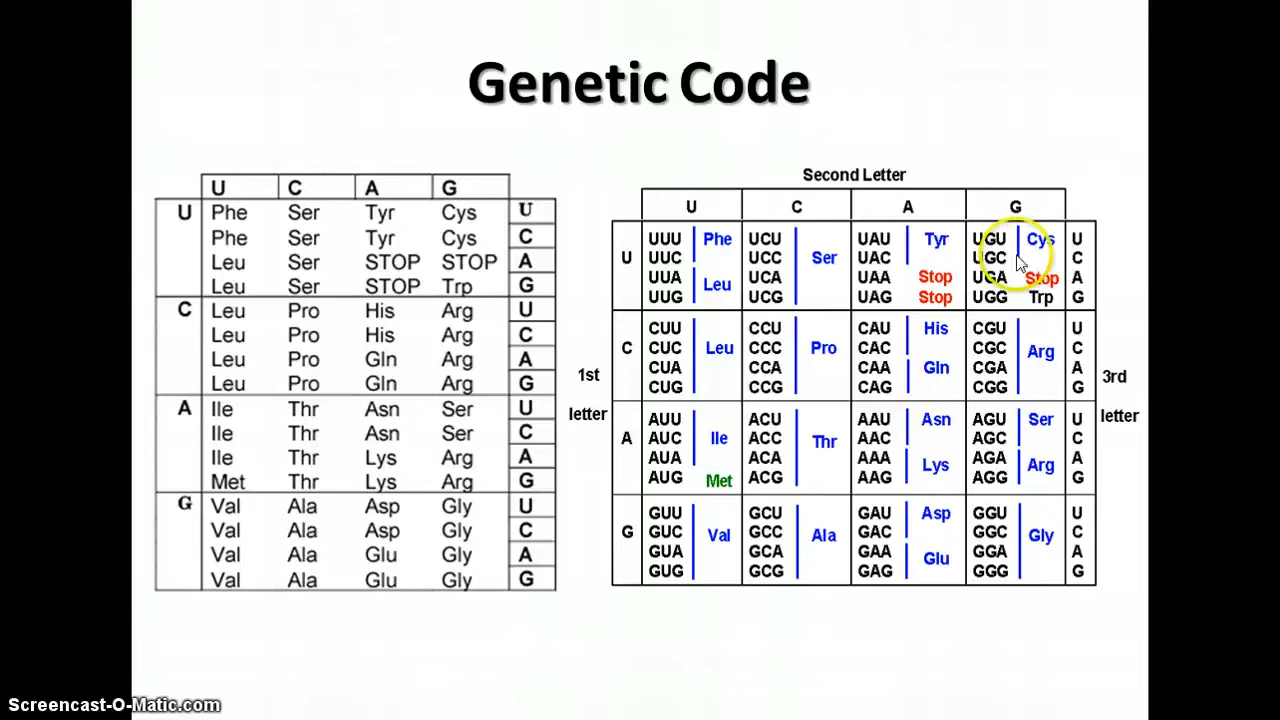 Genetic Code
U C A G
U Phe Ser Tyr Cys U
Phe Ser Tyr Cys C
Leu Ser STOP STOP A
Leu Ser STOP Trp G
C Leu Pro His Arg U
Leu Pro His Arg C
Leu Pro Gln Arg A
Leu Pro Gln Arg G
A Ile Thr Asn Ser U
Ile Thr Asn Ser C
Ile Thr Lys Arg A
Met Thr Lys Arg G
G Val Ala Asp Gly U
Val Ala Asp Gly C
Val Ala Glu Gly A
Val Ala Glu Gly G
Second Letter
U C A G
UUU Phe UCU UAU Tyr UGU Cys U
U UUC UCC Ser UAC UGC C
UUA Leu UCA UAA Stop UGA Stop A
UUG UCG UAG Stop UGG Trp G
CUU CCU CAU His CGU U
C CUC Leu CCC Pro CAC CGC Arg C
CUA CCA CAA Gln CGA A
CUG CCG CAG CGG G
1st letter
3rd letter
AUU ACU AAU Asn AGU Ser U
A AUC Ile ACC Thr AAC AGC C
AUA ACA AAA Lys AGA Arg A
AUG Met ACG AAG AGG G
GUU GCU GAU Asp GGU U
G GUC Val GCC Ala GAC GGC Gly C
GUA GCA GAA Glu GGA A
GUG GCG GAG GGG G
Screencast-O-Matic.com